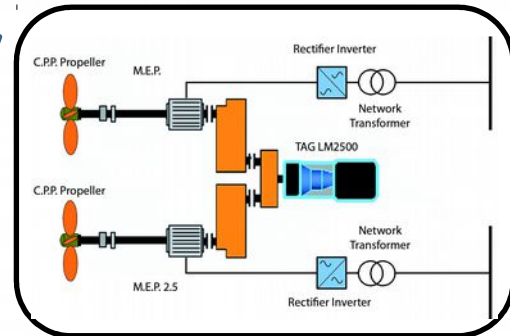 Rectifier Inverter
C.P.P. Propeller
M.E.P.
Network
Transformer
TAG LM2500
C.P.P. Propeller
Network
Transformer
M.E.P. 2.5
Rectifier Inverter